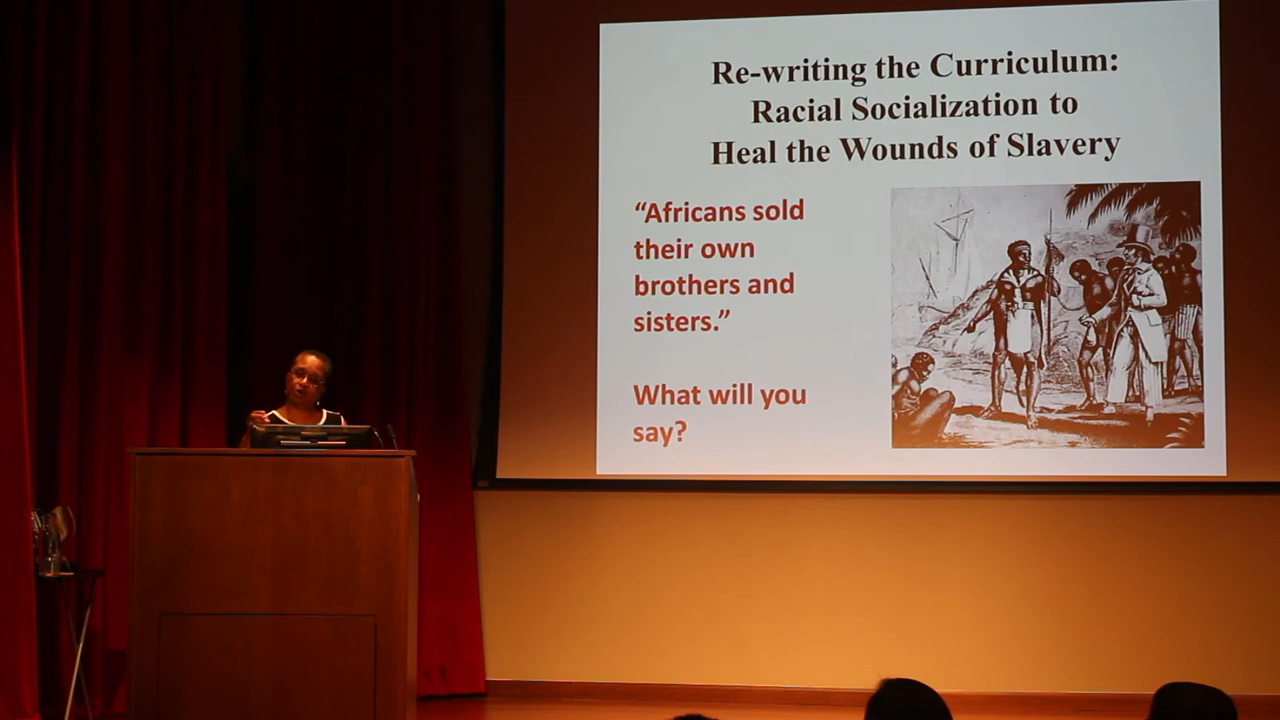 Re-writing the Curriculum:
Racial Socialization to
Heal the Wounds of Slavery
“Africans sold
their own
brothers and
sisters.”
What will you
say?